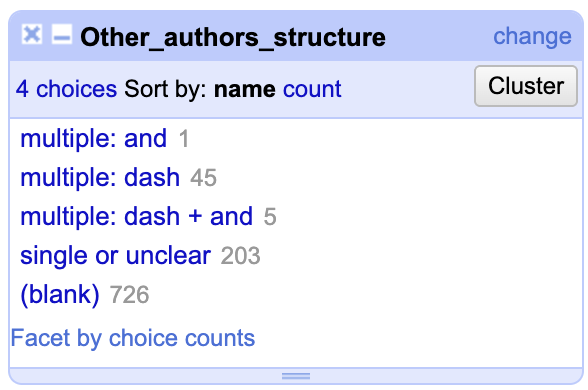 Other_authors_structure change
4 choices Sort by: name count Cluster
multiple: and 1
multiple: dash 45
multiple: dash + and 5
single or unclear 203
(blank) 726
Facet by choice counts